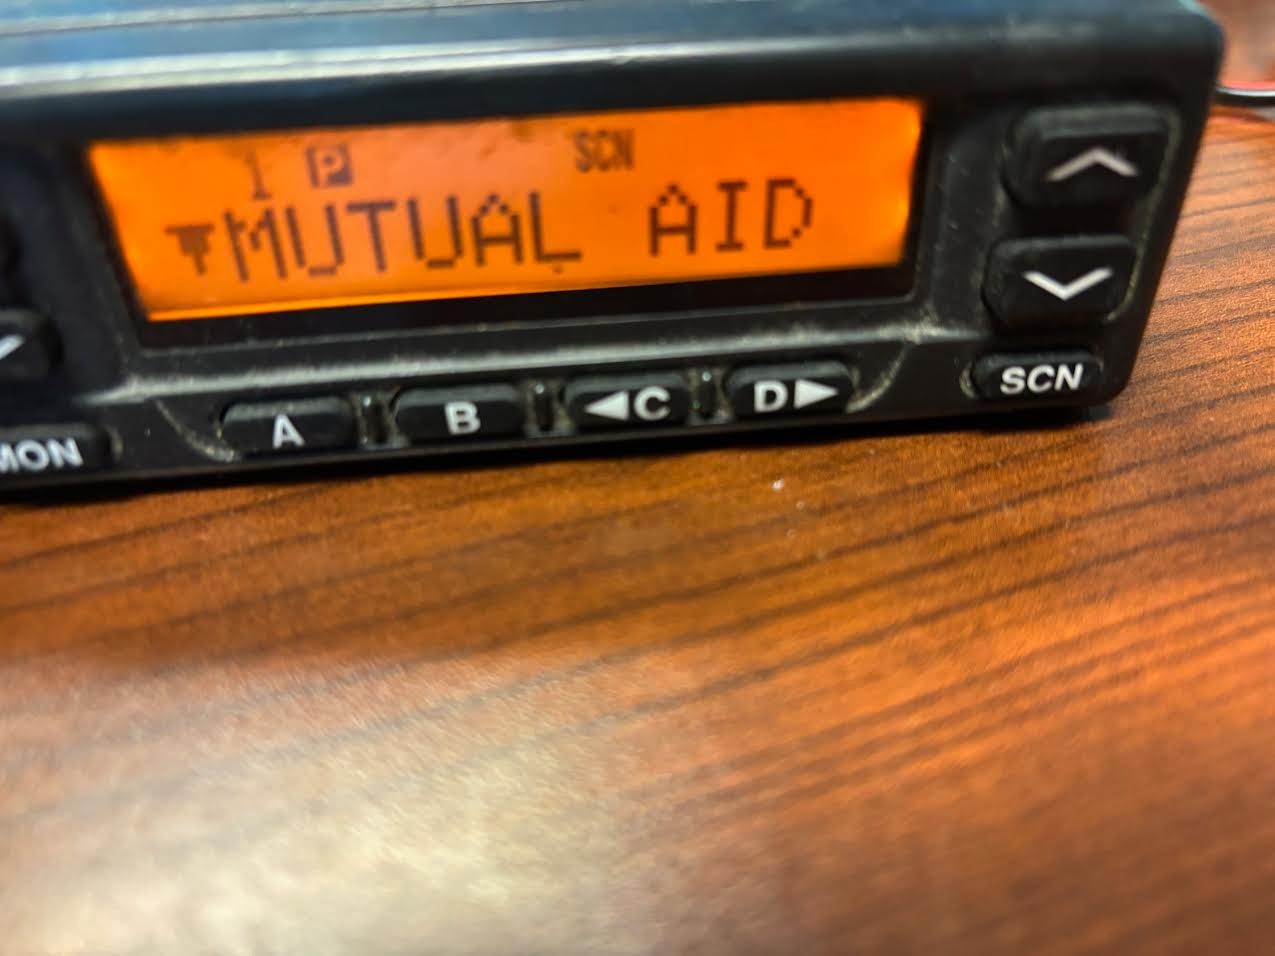 1 P SCN
MUTUAL AID
MON A B C D SCN